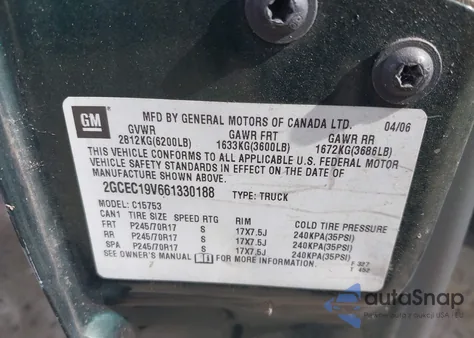 GM
MFD BY GENERAL MOTORS OF CANADA LTD. 04/06
GVWR GAWR FRT GAWR RR
2812KG(6200LB) 1633KG(3600LB) 1672KG(3686LB)
THIS VEHICLE CONFORMS TO ALL APPLICABLE U.S. FEDERAL MOTOR
VEHICLE SAFETY STANDARDS IN EFFECT ON THE DATE OF
MANUFACTURE SHOWN ABOVE.
2GCEC19V661330188 TYPE: TRUCK
MODEL: C15753
CAN1 TIRE SIZE SPEED RTG RIM COLD TIRE PRESSURE
FRT P245/70R17 S 17X7.5J 240KPA(35PSI)
RR P245/70R17 S 17X7.5J 240KPA(35PSI)
SPA P245/70R17 S 17X7.5J 240KPA(35PSI)
SEE OWNER'S MANUAL FOR MORE INFORMATION.
autoSnap